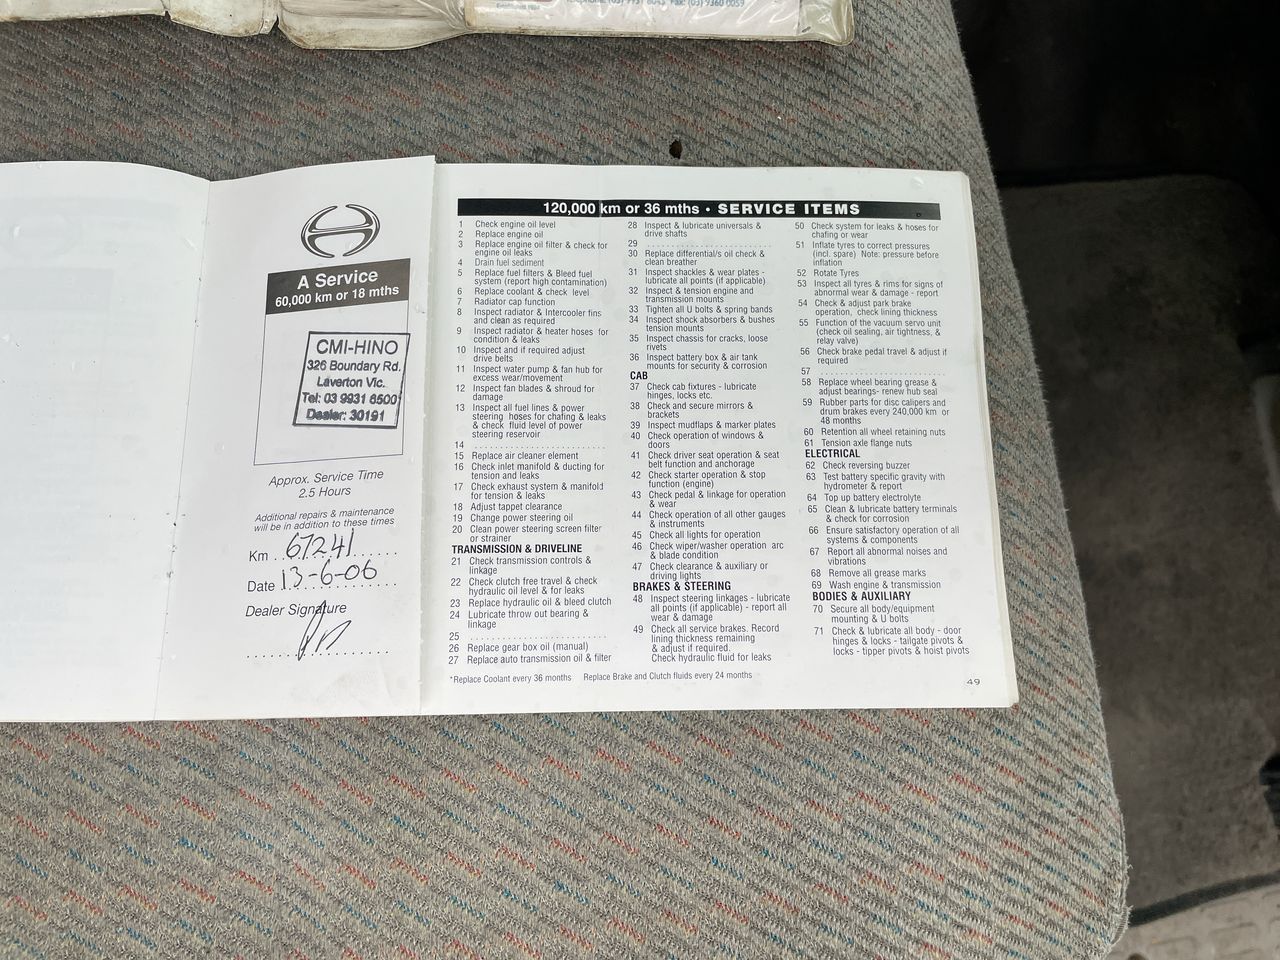 Established 1924
Telephone: (03) 9931 6045 Fax: (03) 9360 0059
A Service
60,000 km or 18 mths
CMI-HINO
326 Boundary Rd.
Laverton Vic.
Tel: 03 9931 6500
Dealer: 30191
Approx. Service Time
2.5 Hours
Additional repairs & maintenance
will be in addition to these times
Km ..67241......
Date 13-6-06
Dealer Signature
120,000 km or 36 mths • SERVICE ITEMS
1 Check engine oil level
2 Replace engine oil
3 Replace engine oil filter & check for
engine oil leaks
4 Drain fuel sediment
5 Replace fuel filters & Bleed fuel
system (report high contamination)
6 Replace coolant & check level
7 Radiator cap function
8 Inspect radiator & Intercooler fins
and clean as required
9 Inspect radiator & heater hoses for
condition & leaks
10 Inspect and if required adjust
drive belts
11 Inspect water pump & fan hub for
excess wear/movement
12 Inspect fan blades & shroud for
damage
13 Inspect all fuel lines & power
steering hoses for chafing & leaks
& check fluid level of power
steering reservoir
14 ..............................
15 Replace air cleaner element
16 Check inlet manifold & ducting for
tension and leaks
17 Check exhaust system & manifold
for tension & leaks
18 Adjust tappet clearance
19 Change power steering oil
20 Clean power steering screen filter
or strainer
TRANSMISSION & DRIVELINE
21 Check transmission controls &
linkage
22 Check clutch free travel & check
hydraulic oil level & for leaks
23 Replace hydraulic oil & bleed clutch
24 Lubricate throw out bearing &
linkage
25 ..............................
26 Replace gear box oil (manual)
27 Replace auto transmission oil & filter
28 Inspect & lubricate universals &
drive shafts
29 ..............................
30 Replace differential/s oil check &
clean breather
31 Inspect shackles & wear plates -
lubricate all points (if applicable)
32 Inspect & tension engine and
transmission mounts
33 Tighten all U bolts & spring bands
34 Inspect shock absorbers & bushes
tension mounts
35 Inspect chassis for cracks, loose
rivets
36 Inspect battery box & air tank
mounts for security & corrosion
CAB
37 Check cab fixtures - lubricate
hinges, locks etc.
38 Check and secure mirrors &
brackets
39 Inspect mudflaps & marker plates
40 Check operation of windows &
doors
41 Check driver seat operation & seat
belt function and anchorage
42 Check starter operation & stop
function (engine)
43 Check pedal & linkage for operation
& wear
44 Check operation of all other gauges
& instruments
45 Check all lights for operation
46 Check wiper/washer operation arc
& blade condition
47 Check clearance & auxiliary or
driving lights
BRAKES & STEERING
48 Inspect steering linkages - lubricate
all points (if applicable) - report all
wear & damage
49 Check all service brakes. Record
lining thickness remaining
& adjust if required.
Check hydraulic fluid for leaks
50 Check system for leaks & hoses for
chafing or wear
51 Inflate tyres to correct pressures
(incl. spare) Note: pressure before
inflation
52 Rotate Tyres
53 Inspect all tyres & rims for signs of
abnormal wear & damage - report
54 Check & adjust park brake
operation, check lining thickness
55 Function of the vacuum servo unit
(check oil sealing, air tightness, &
relay valve)
56 Check brake pedal travel & adjust if
required
57 ..............................
58 Replace wheel bearing grease &
adjust bearings- renew hub seal
59 Rubber parts for disc calipers and
drum brakes every 240,000 km or
48 months
60 Retention all wheel retaining nuts
61 Tension axle flange nuts
ELECTRICAL
62 Check reversing buzzer
63 Test battery specific gravity with
hydrometer & report
64 Top up battery electrolyte
65 Clean & lubricate battery terminals
& check for corrosion
66 Ensure satisfactory operation of all
systems & components
67 Report all abnormal noises and
vibrations
68 Remove all grease marks
69 Wash engine & transmission
BODIES & AUXILIARY
70 Secure all body/equipment
mounting & U bolts
71 Check & lubricate all body - door
hinges & locks - tailgate pivots &
locks - tipper pivots & hoist pivots
*Replace Coolant every 36 months Replace Brake and Clutch fluids every 24 months
49